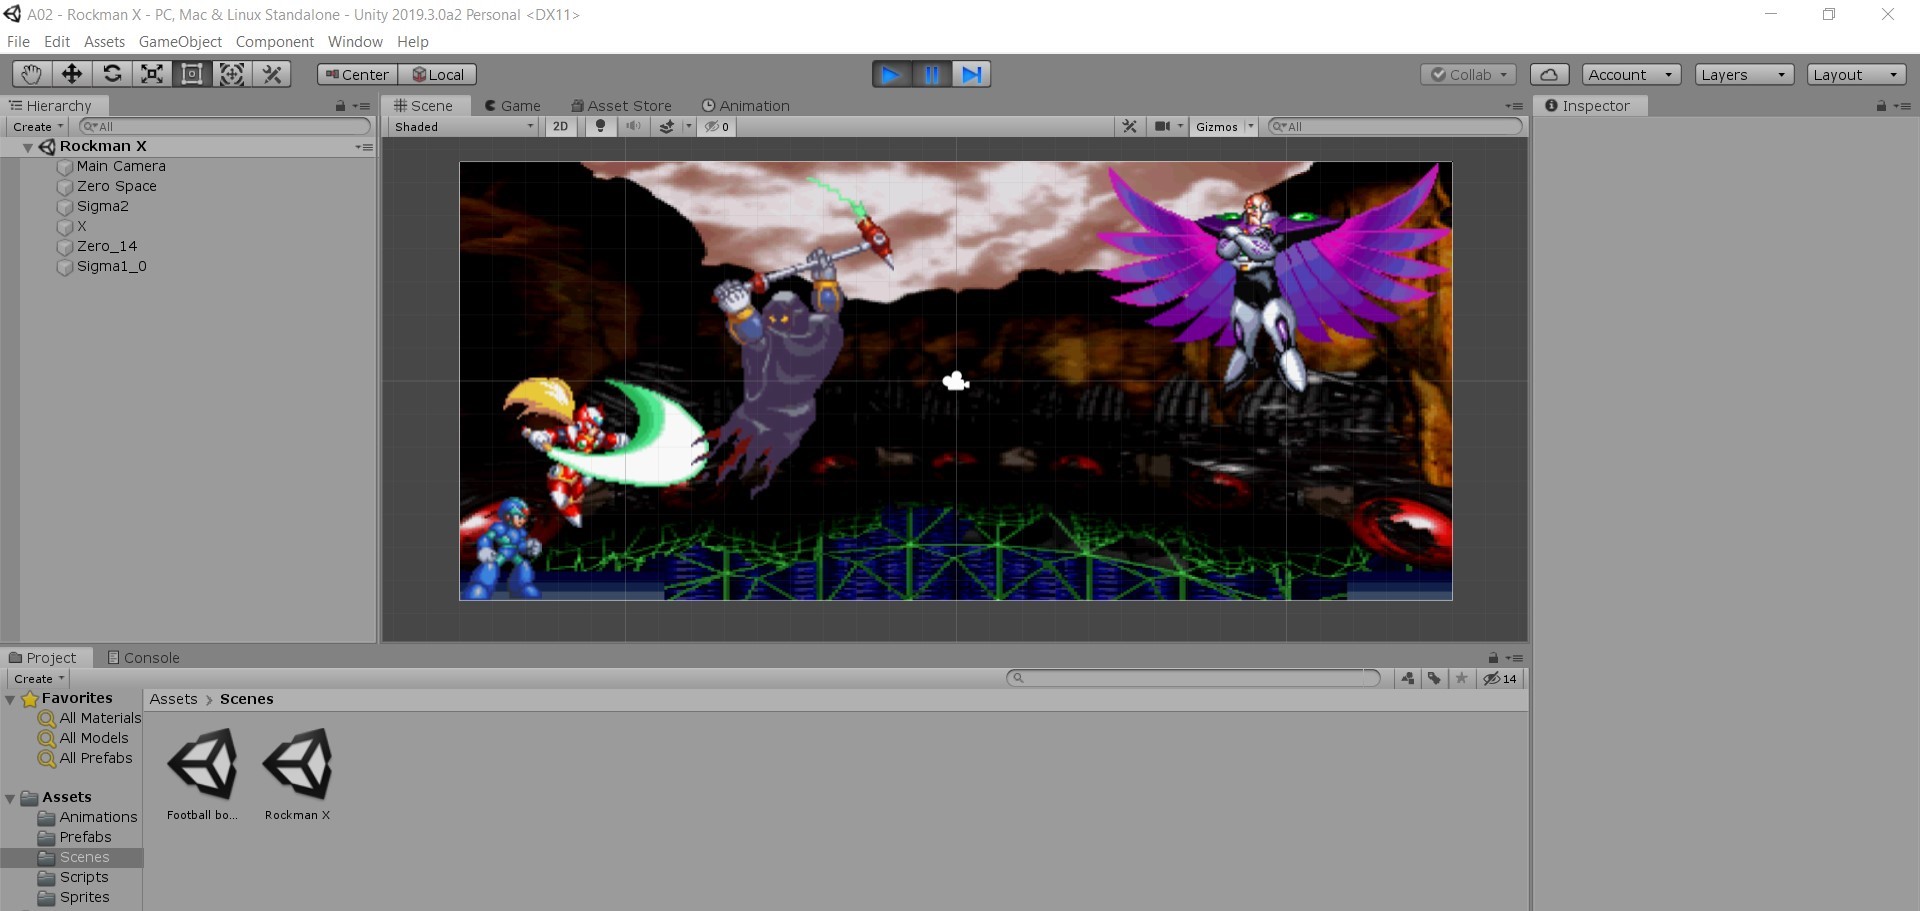 A02 - Rockman X - PC, Mac & Linux Standalone - Unity 2019.3.0a2 Personal <DX11>
File Edit Assets GameObject Component Window Help
Center Local Collab Account Layers Layout
Hierarchy
Create All
Rockman X
Main Camera
Zero Space
Sigma2
X
Zero_14
Sigma1_0
Scene Game Asset Store Animation
Shaded 2D 0 Gizmos All
Inspector
Project Console
Create 14
Favorites
All Materials
All Models
All Prefabs
Assets
Animations
Prefabs
Scenes
Scripts
Sprites
Assets > Scenes
Football bo... Rockman X